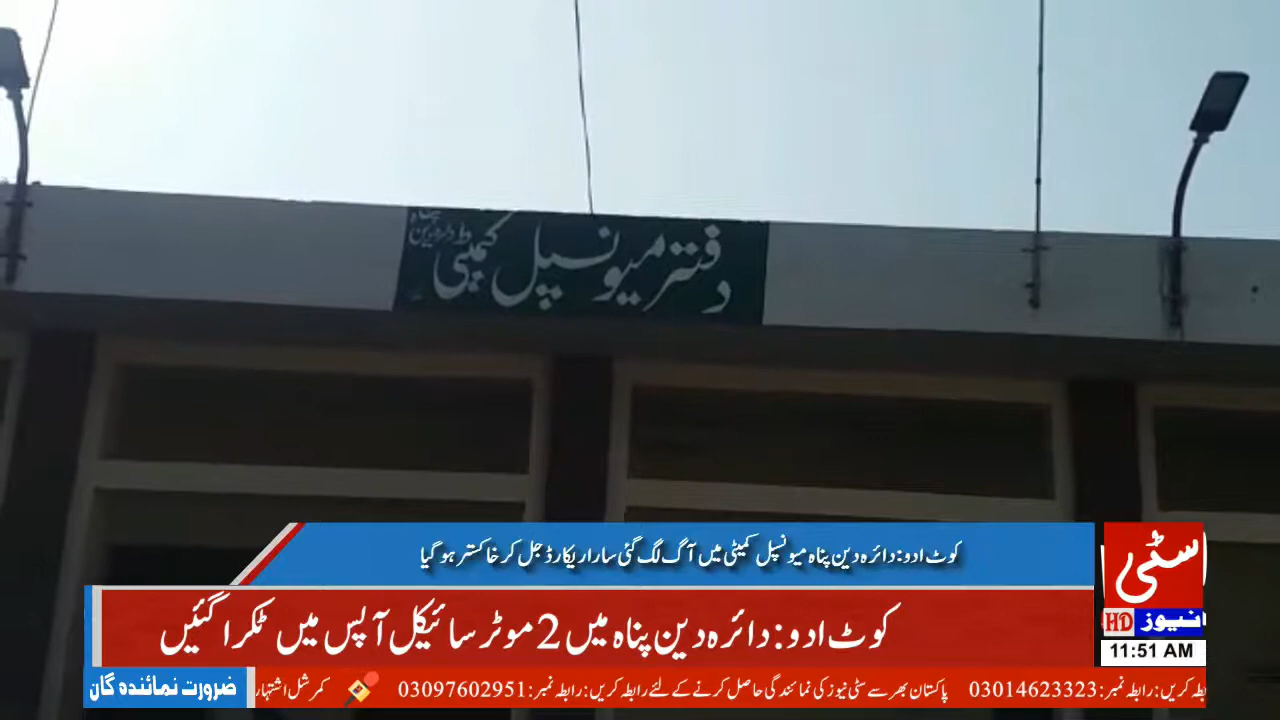 دفتر میونسپل کمیٹی دائرہ دین پناہ
کوٹ ادو: دائرہ دین پناہ میونسپل کمیٹی میں آگ لگ گئی سارا ریکارڈ جل کر خاکستر ہو گیا
کوٹ ادو: دائرہ دین پناہ میں 2 موٹر سائیکل آپس میں ٹکرا گئیں
سٹی
نیوز HD
11:51 AM
رابطہ کریں: رابطہ نمبر: 03014623323 پاکستان بھر سے سٹی نیوز کی نمائندگی حاصل کرنے کے لئے رابطہ کریں: رابطہ نمبر: 03097602951 کمرشل اشتہار
ضرورت نمائندہ گان